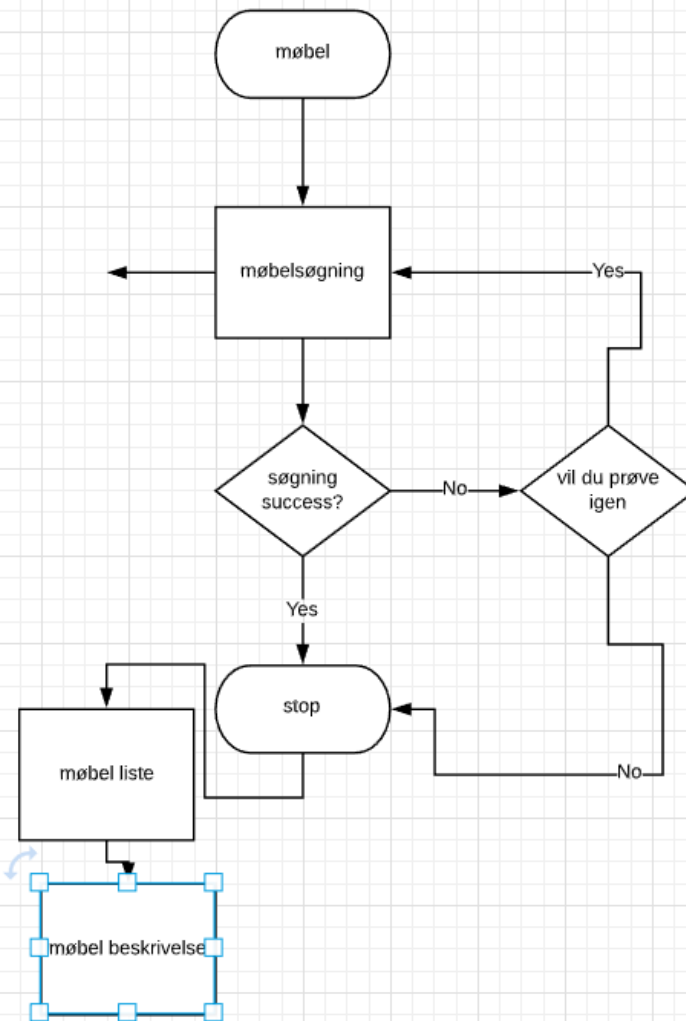 møbel
møbelsøgning
Yes
søgning
success?
No
vil du prøve
igen
Yes
stop
møbel liste
No
møbel beskrivelse